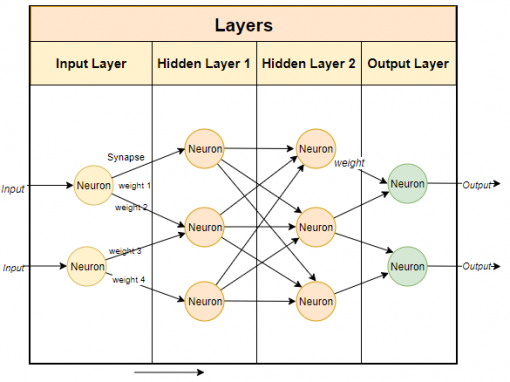 Layers
Input Layer
Hidden Layer 1
Hidden Layer 2
Output Layer
Neuron
Neuron
Synapse
weight
Input
Neuron
weight 1
Neuron
Output
weight 2
Neuron
Neuron
weight 3
Input
Neuron
weight 4
Neuron
Output
Neuron
Neuron